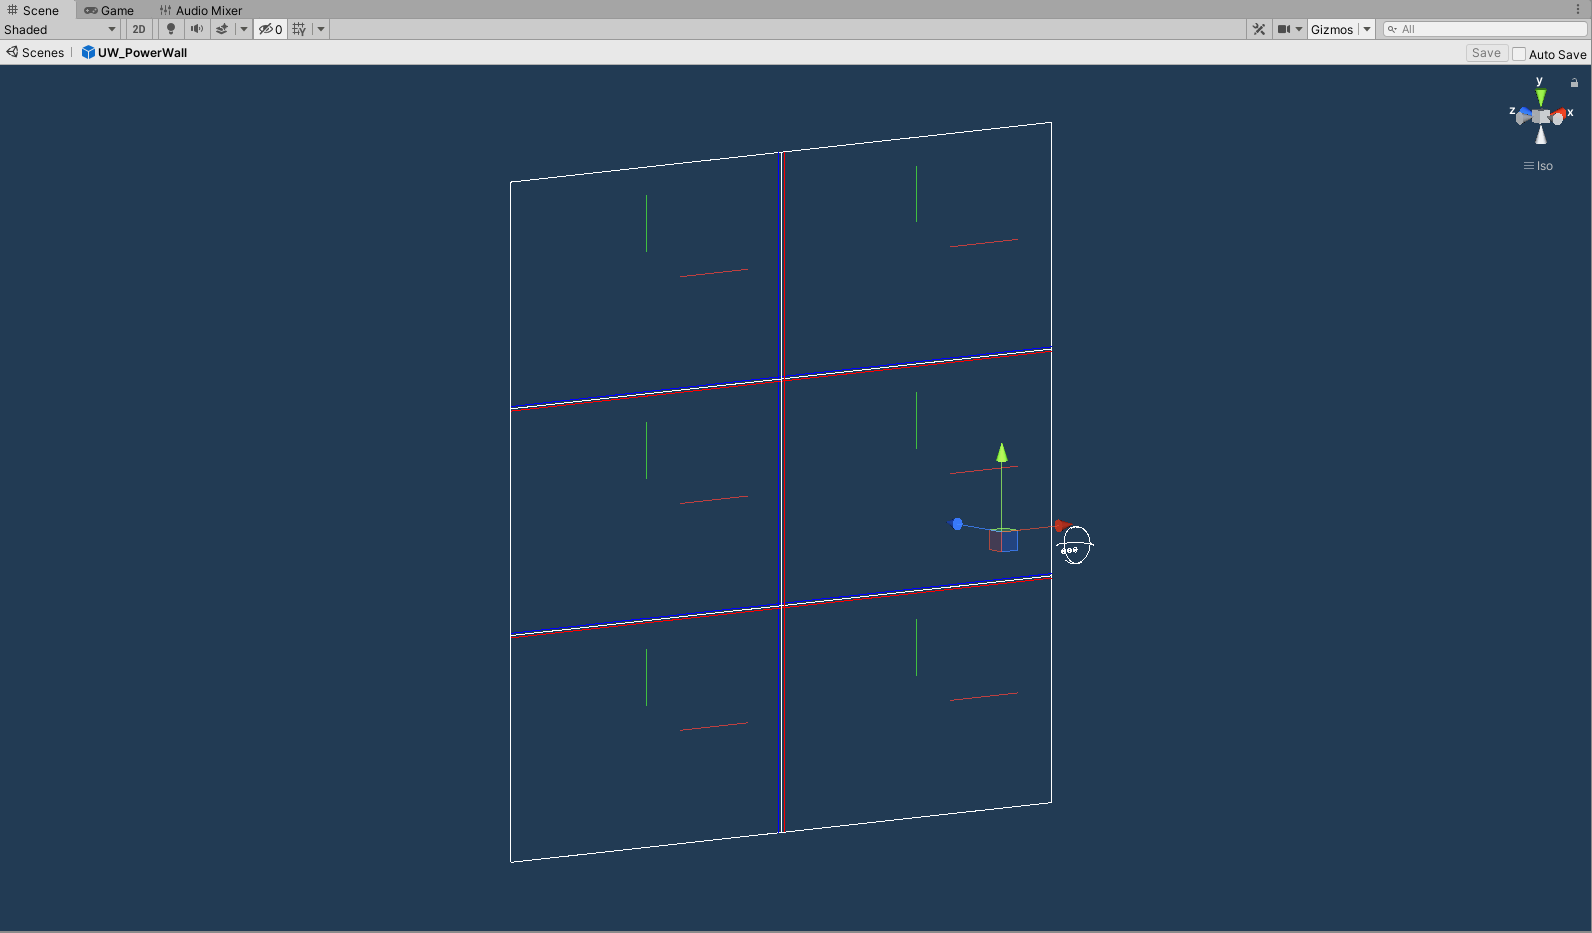 Scene Game Audio Mixer
Shaded 2D 0 Gizmos All
Scenes UW_PowerWall Save Auto Save
y
z x
Iso